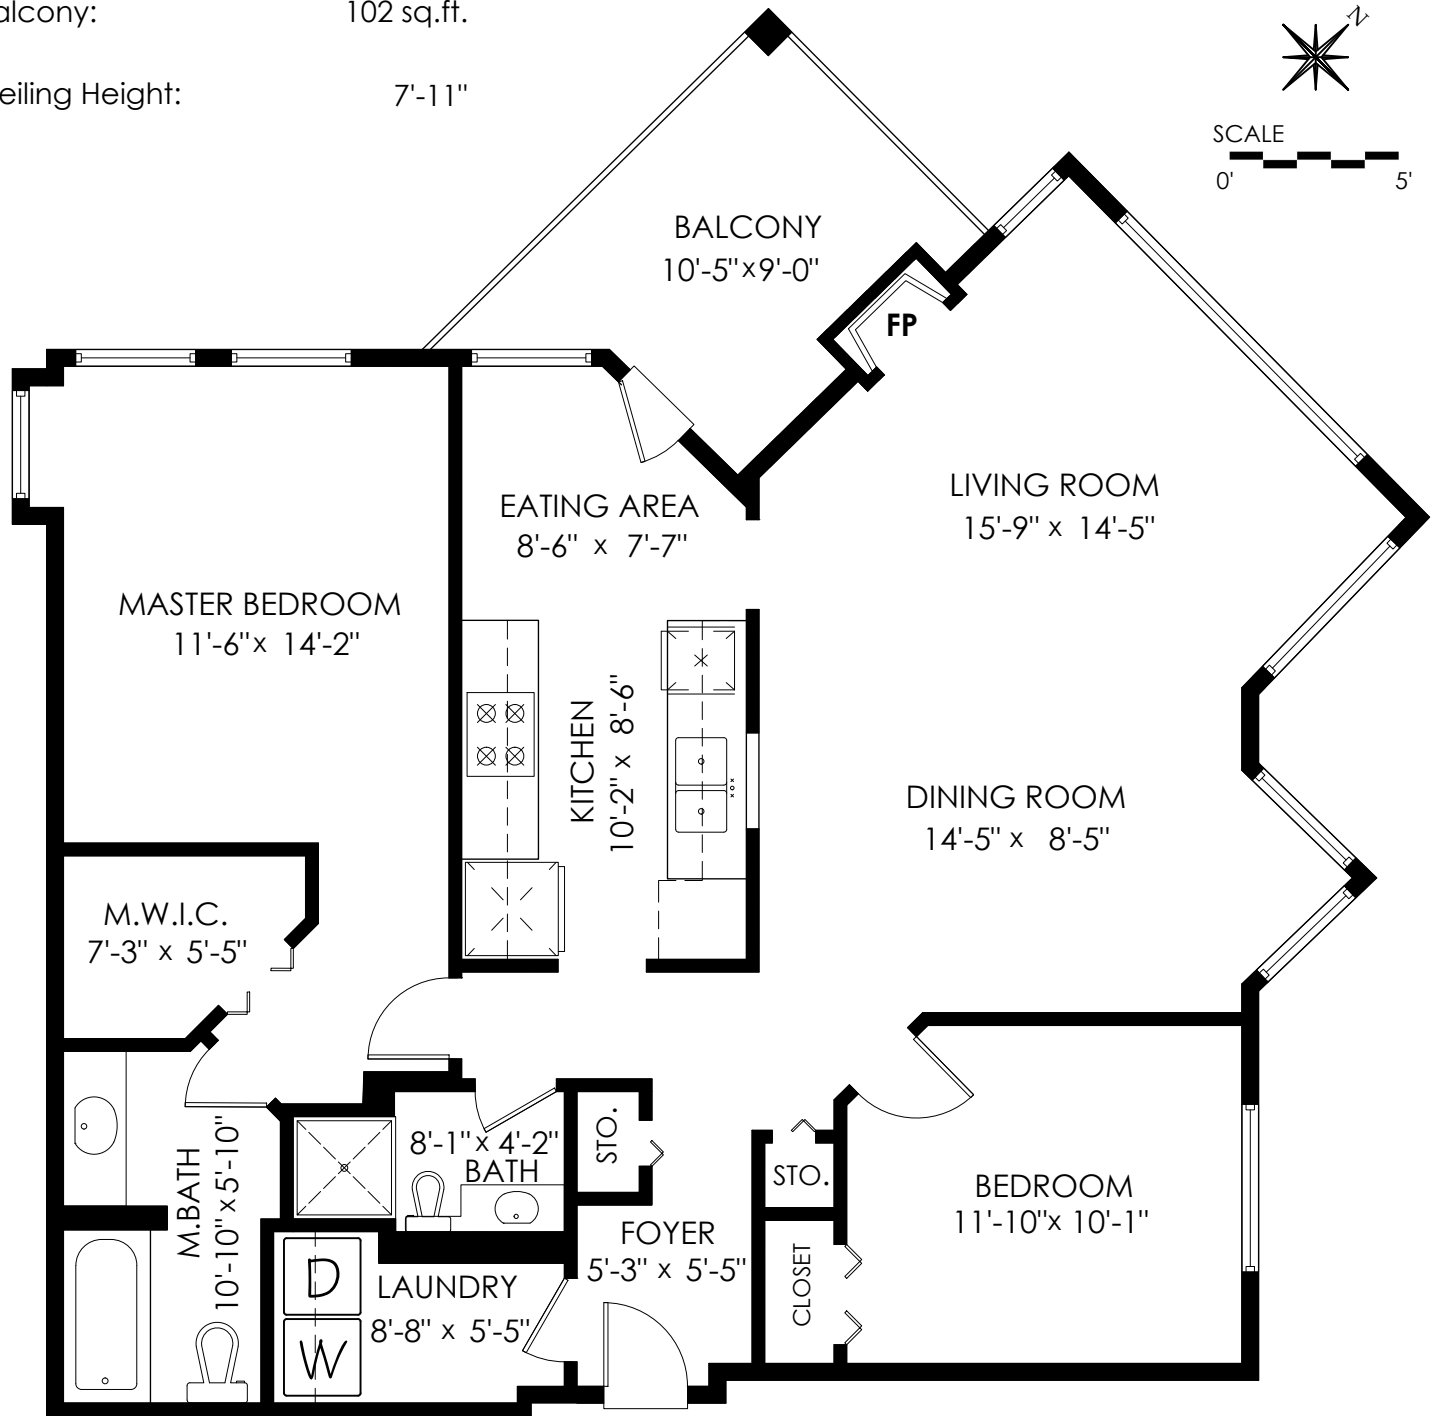 alcony: 102 sq.ft.
eiling Height: 7'-11"
N
SCALE
0' 5'
BALCONY
10'-5"x9'-0"
FP
LIVING ROOM
15'-9" x 14'-5"
EATING AREA
8'-6" x 7'-7"
MASTER BEDROOM
11'-6"x 14'-2"
KITCHEN
10'-2" x 8'-6"
DINING ROOM
14'-5" x 8'-5"
M.W.I.C.
7'-3" x 5'-5"
M.BATH
10'-10"x5'-10"
8'-1"x 4'-2"
BATH
STO.
STO.
BEDROOM
11'-10"x 10'-1"
FOYER
5'-3" x 5'-5"
CLOSET
D
W
LAUNDRY
8'-8" x 5'-5"